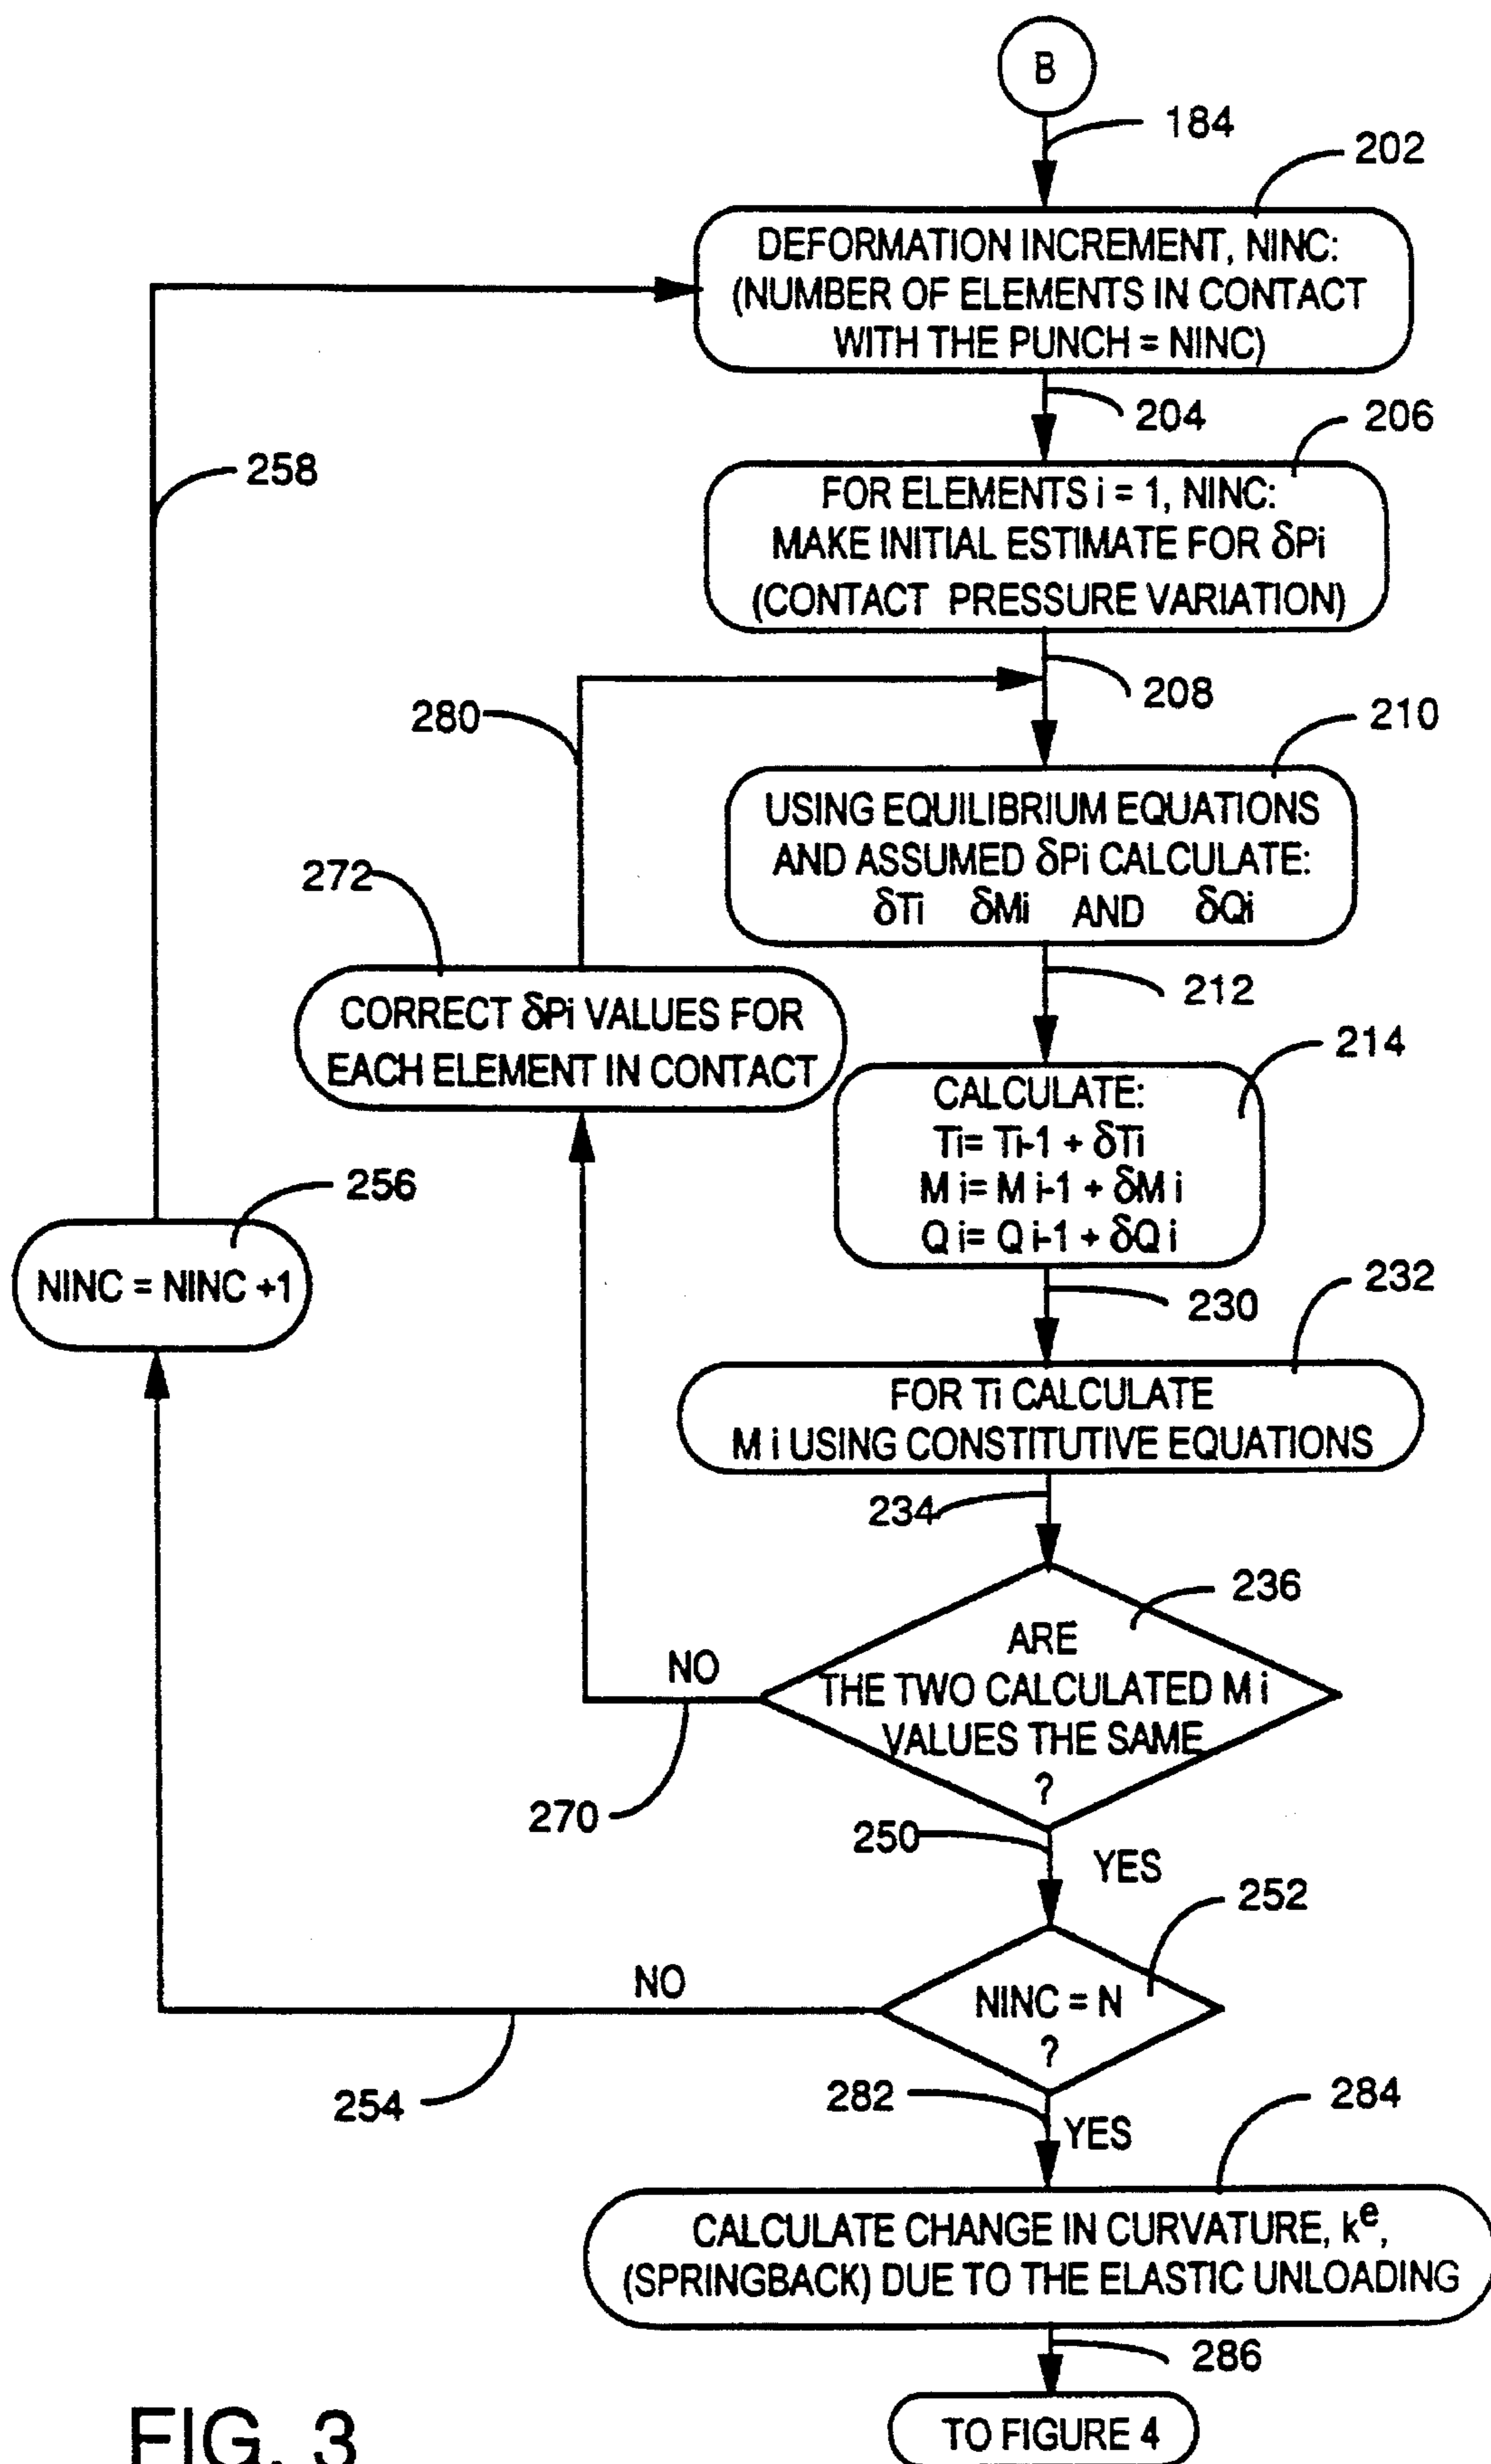 B
184
202
DEFORMATION INCREMENT, NINC:
(NUMBER OF ELEMENTS IN CONTACT
WITH THE PUNCH = NINC)
204
206
258
FOR ELEMENTS i = 1, NINC:
MAKE INITIAL ESTIMATE FOR δPi
(CONTACT PRESSURE VARIATION)
208
280
210
USING EQUILIBRIUM EQUATIONS
AND ASSUMED δPi CALCULATE:
δTi δMi AND δQi
272
212
CORRECT δPi VALUES FOR
EACH ELEMENT IN CONTACT
214
CALCULATE:
Ti= Ti-1 + δTi
M i= M i-1 + δM i
Q i= Q i-1 + δQ i
256
NINC = NINC +1
230
232
FOR Ti CALCULATE
M i USING CONSTITUTIVE EQUATIONS
234
236
ARE
THE TWO CALCULATED M i
VALUES THE SAME
?
NO
270
250
YES
252
NINC = N
?
NO
254
282
YES
284
CALCULATE CHANGE IN CURVATURE, kᵉ,
(SPRINGBACK) DUE TO THE ELASTIC UNLOADING
286
TO FIGURE 4
FIG. 3